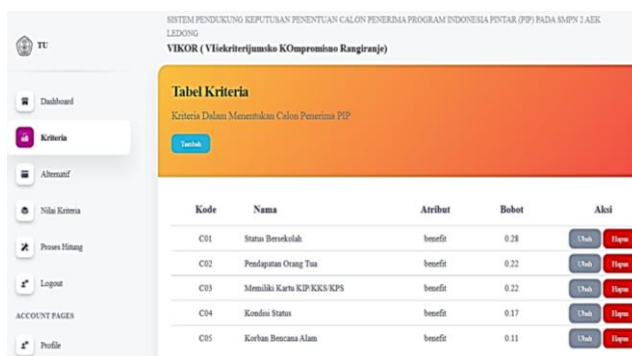 SISTEM PENDUKUNG KEPUTUSAN PENENTUAN CALON PENERIMA PROGRAM INDONESIA PINTAR (PIP) PADA SMPN 2 AEK
LEDONG
VIKOR ( VIsekriterijumsko KOmpromisno Rangiranje)
TU
Dashboard
Kriteria
Alternatif
Nilai Kriteria
Proses Hitung
Logout
ACCOUNT PAGES
Profile
Tabel Kriteria
Kriteria Dalam Menentukan Calon Penerima PIP
Tambah
Kode Nama Atribut Bobot Aksi
C01 Status Bersekolah benefit 0.28 Ubah Hapus
C02 Pendapatan Orang Tua benefit 0.22 Ubah Hapus
C03 Memiliki Kartu KIP/KKS/KPS benefit 0.22 Ubah Hapus
C04 Kondisi Status benefit 0.17 Ubah Hapus
C05 Korban Bencana Alam benefit 0.11 Ubah Hapus